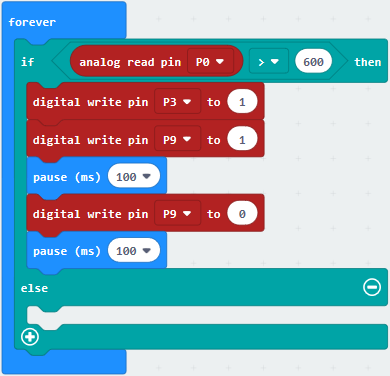 forever
if analog read pin P0 > 600 then
digital write pin P3 to 1
digital write pin P9 to 1
pause (ms) 100
digital write pin P9 to 0
pause (ms) 100
else